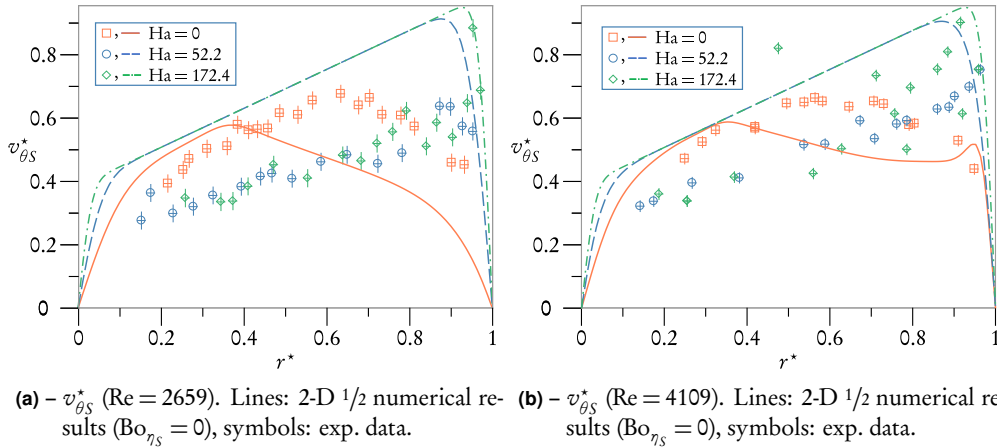 , Ha = 0
, Ha = 52.2
, Ha = 172.4
0.8
0.6
v⋆θS
0.4
0.2
0
0 0.2 0.4 0.6 0.8 1
r⋆
(a) – v⋆θS (Re = 2659). Lines: 2-D 1/2 numerical re-
sults (BoηS = 0), symbols: exp. data.
, Ha = 0
, Ha = 52.2
, Ha = 172.4
0.8
0.6
v⋆θS
0.4
0.2
0
0 0.2 0.4 0.6 0.8 1
r⋆
(b) – v⋆θS (Re = 4109). Lines: 2-D 1/2 numerical re
sults (BoηS = 0), symbols: exp. data.